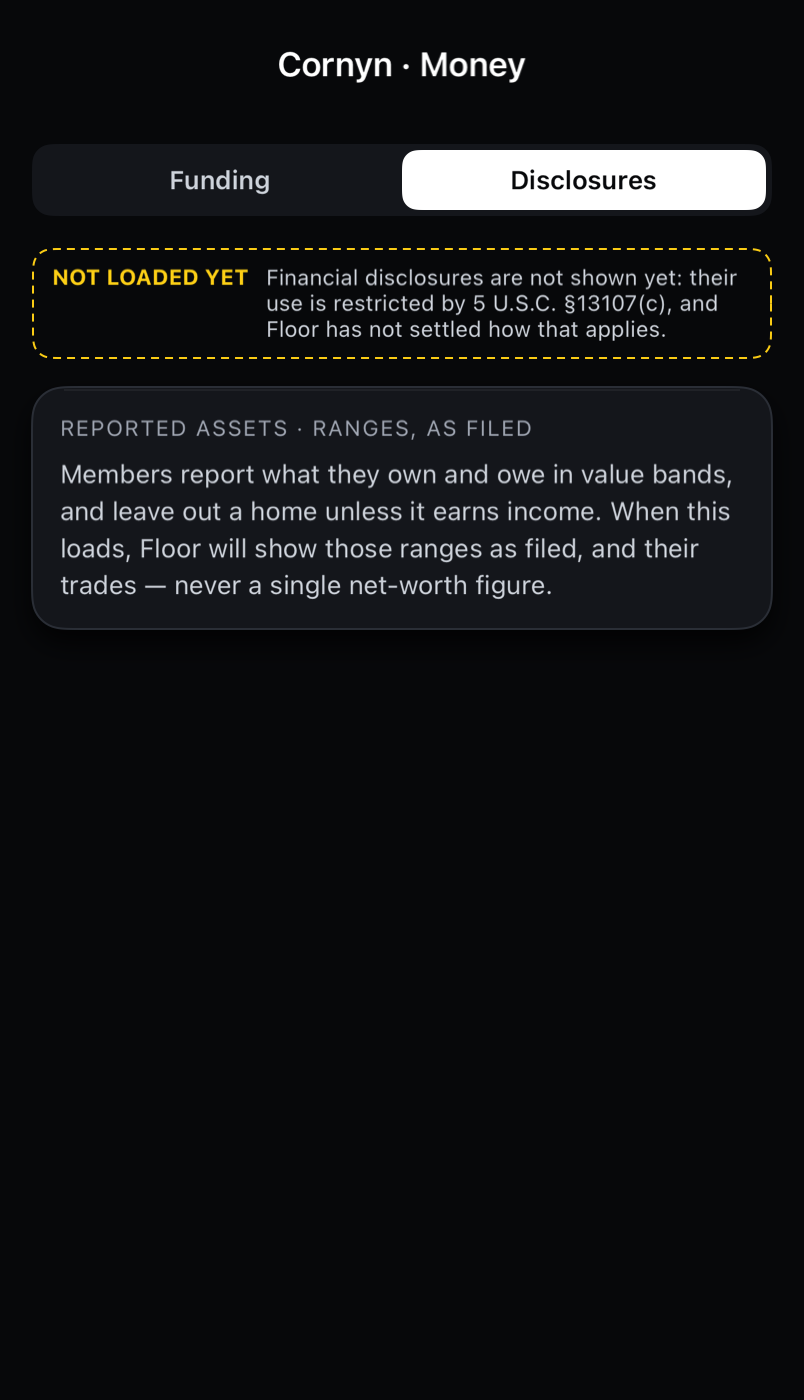 Cornyn · Money
Funding
Disclosures
NOT LOADED YET
Financial disclosures are not shown yet: their
use is restricted by 5 U.S.C. §13107(c), and
Floor has not settled how that applies.
REPORTED ASSETS · RANGES, AS FILED
Members report what they own and owe in value bands,
and leave out a home unless it earns income. When this
loads, Floor will show those ranges as filed, and their
trades — never a single net-worth figure.